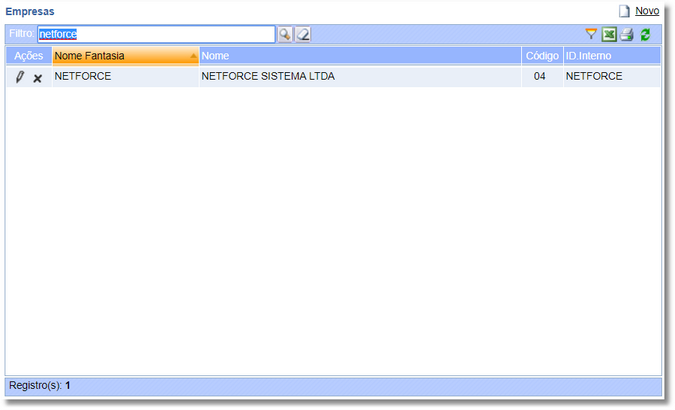 Empresas Novo
Filtro: netforce
Ações Nome Fantasia Nome Código ID.Interno
NETFORCE NETFORCE SISTEMA LTDA 04 NETFORCE
Registro(s): 1